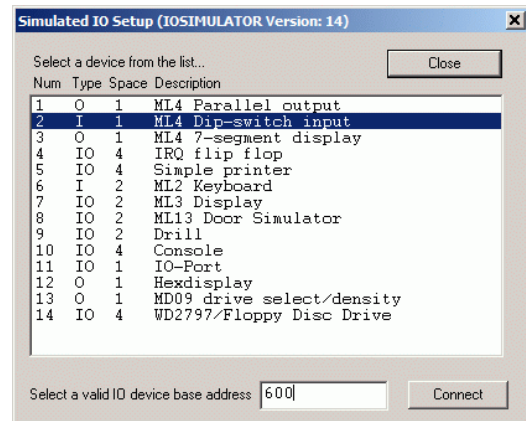 Simulated IO Setup (IOSIMULATOR Version: 14)
Select a device from the list...
Close
Num Type Space Description
1 O 1 ML4 Parallel output
2 I 1 ML4 Dip-switch input
3 O 1 ML4 7-segment display
4 IO 4 IRQ flip flop
5 IO 4 Simple printer
6 I 2 ML2 Keyboard
7 IO 2 ML3 Display
8 IO 2 ML13 Door Simulator
9 IO 2 Drill
10 IO 4 Console
11 IO 1 IO-Port
12 O 1 Hexdisplay
13 O 1 MD09 drive select/density
14 IO 4 WD2797/Floppy Disc Drive
Select a valid IO device base address 600 Connect